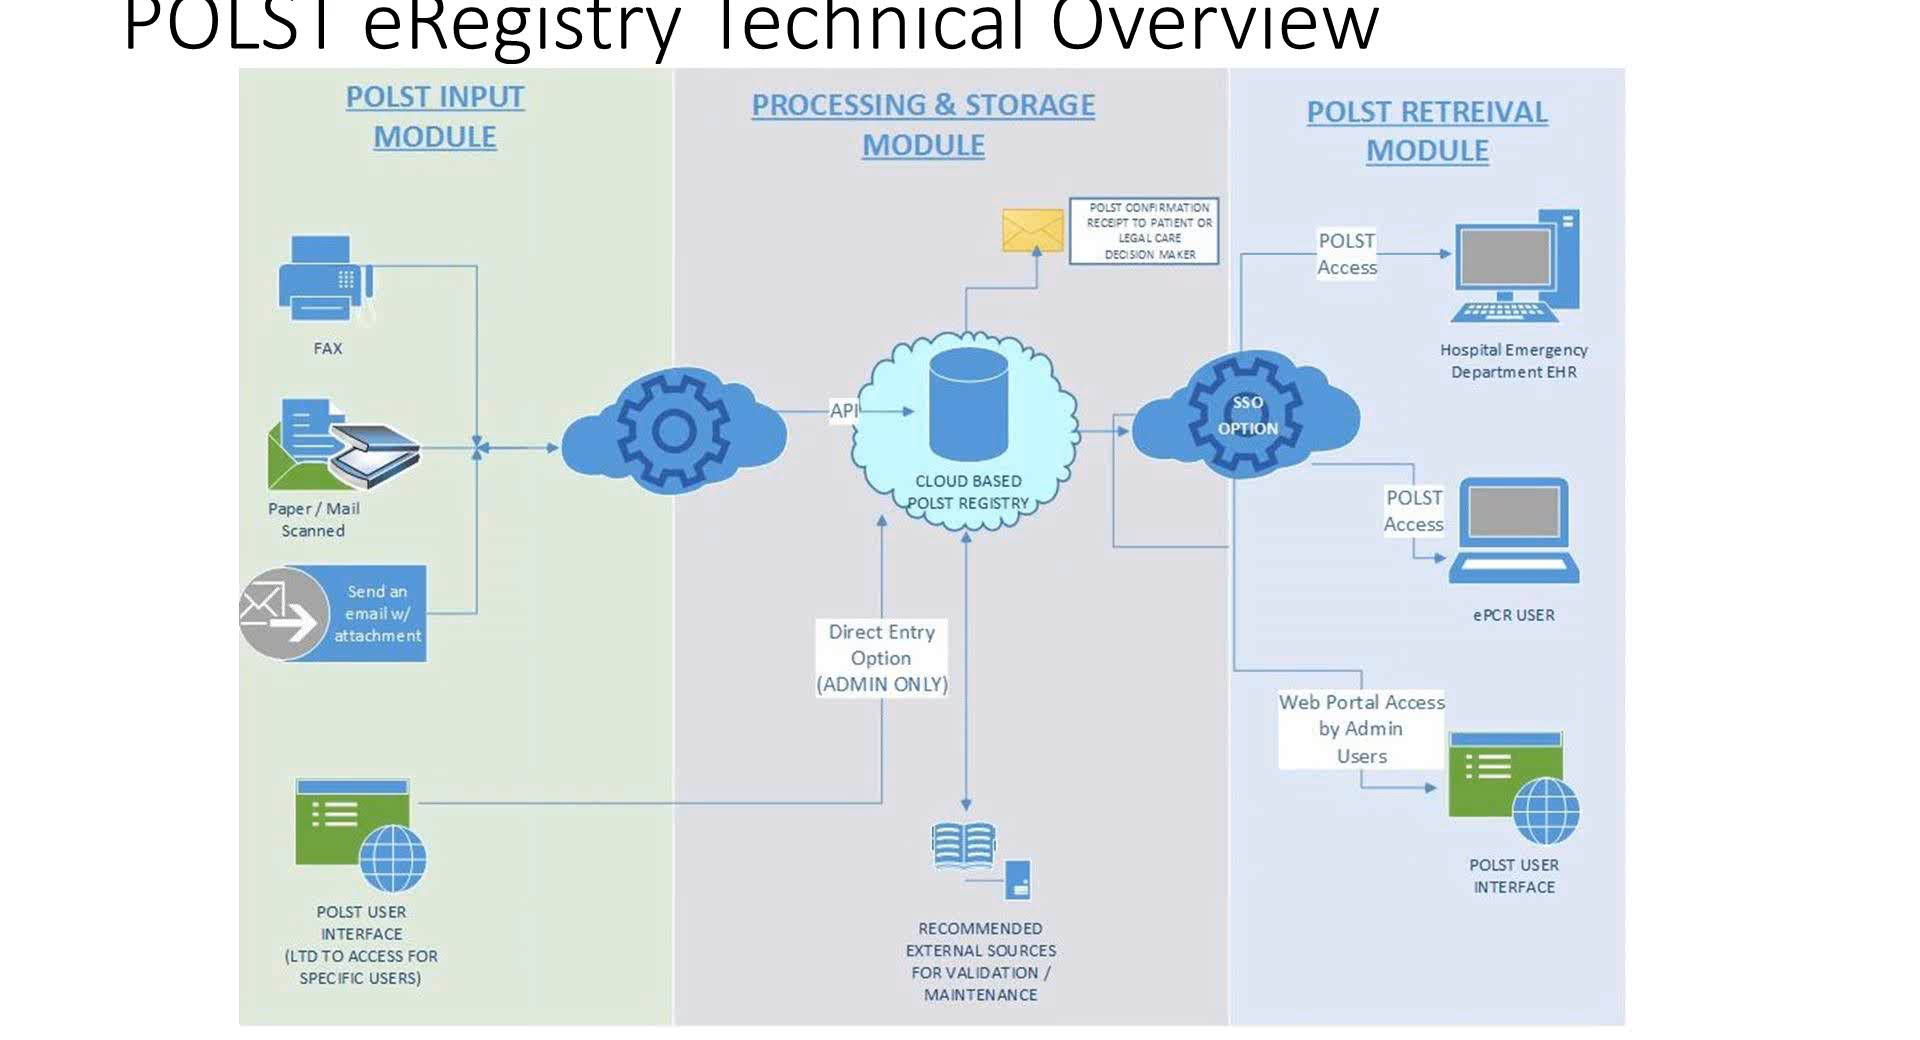 POLST eRegistry Technical Overview
POLST INPUT
MODULE
FAX
Paper / Mail
Scanned
Send an
email w/
attachment
POLST USER
INTERFACE
(LTD TO ACCESS FOR
SPECIFIC USERS)
PROCESSING & STORAGE
MODULE
POLST CONFIRMATION
RECEIPT TO PATIENT OR
LEGAL CARE
DECISION MAKER
API
CLOUD BASED
POLST REGISTRY
Direct Entry
Option
(ADMIN ONLY)
RECOMMENDED
EXTERNAL SOURCES
FOR VALIDATION /
MAINTENANCE
POLST RETREIVAL
MODULE
SSO
OPTION
POLST
Access
Hospital Emergency
Department EHR
POLST
Access
ePCR USER
Web Portal Access
by Admin
Users
POLST USER
INTERFACE